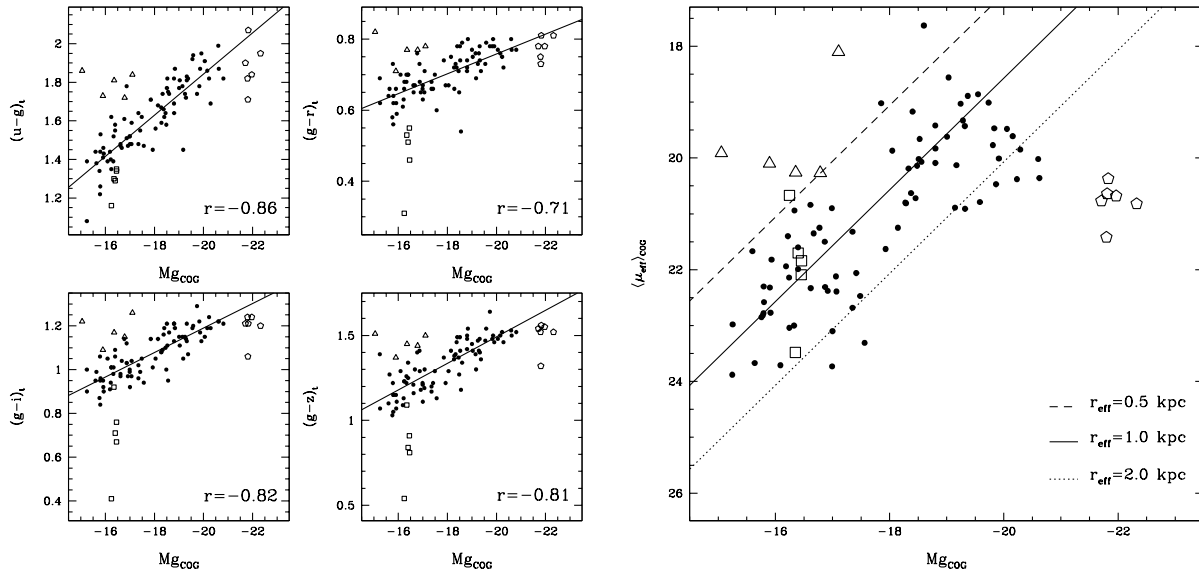 2
1.8
1.6
1.4
1.2
(u-g)t
r=-0.86
-16 -18 -20 -22
MgCOG
0.8
0.6
0.4
(g-r)t
r=-0.71
-16 -18 -20 -22
MgCOG
1.2
1
0.8
0.6
0.4
(g-i)t
r=-0.82
-16 -18 -20 -22
MgCOG
1.5
1
0.5
(g-z)t
r=-0.81
-16 -18 -20 -22
MgCOG
18
20
22
24
26
⟨μeff⟩COG
reff=0.5 kpc
reff=1.0 kpc
reff=2.0 kpc
-16 -18 -20 -22
MgCOG